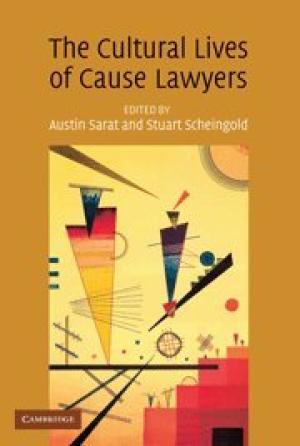 The Cultural Lives
of Cause Lawyers
EDITED BY
Austin Sarat and Stuart Scheingold
CAMBRIDGE